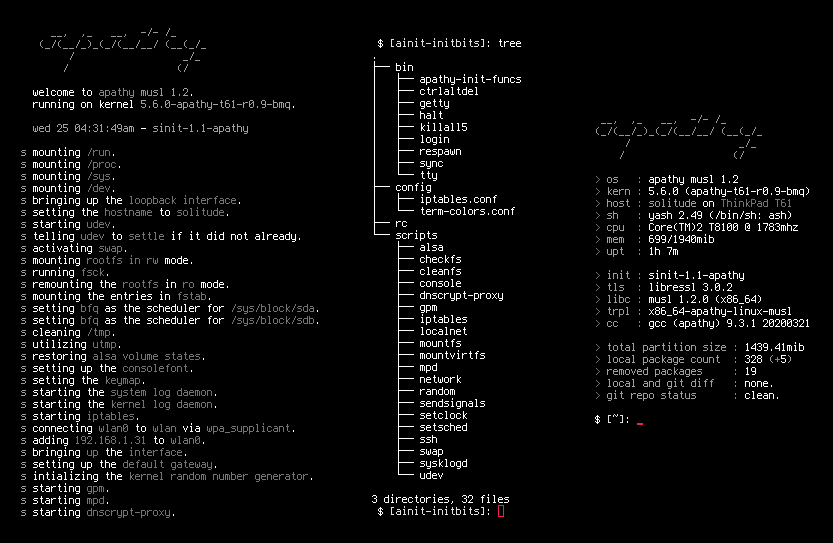 __,  ,_   __,  -/- /_
  (_/(__/_)_(_/(__/__/ (__(_/_
       /                  _/_
      /                  (/
welcome to apathy musl 1.2.
running on kernel 5.6.0-apathy-t61-r0.9-bmq.
wed 25 04:31:49am - sinit-1.1-apathy
s mounting /run.
s mounting /proc.
s mounting /sys.
s mounting /dev.
s bringing up the loopback interface.
s setting the hostname to solitude.
s starting udev.
s telling udev to settle if it did not already.
s activating swap.
s mounting rootfs in rw mode.
s running fsck.
s remounting the rootfs in ro mode.
s mounting the entries in fstab.
s setting bfq as the scheduler for /sys/block/sda.
s setting bfq as the scheduler for /sys/block/sdb.
s cleaning /tmp.
s utilizing utmp.
s restoring alsa volume states.
s setting up the consolefont.
s setting the keymap.
s starting the system log daemon.
s starting the kernel log daemon.
s starting iptables.
s connecting wlan0 to wlan via wpa_supplicant.
s adding 192.168.1.31 to wlan0.
s bringing up the interface.
s setting up the default gateway.
s intializing the kernel random number generator.
s starting gpm.
s starting mpd.
s starting dnscrypt-proxy.
$ [ainit-initbits]: tree
.
├── bin
│   ├── apathy-init-funcs
│   ├── ctrlaltdel
│   ├── getty
│   ├── halt
│   ├── killall5
│   ├── login
│   ├── respawn
│   ├── sync
│   └── tty
├── config
│   ├── iptables.conf
│   └── term-colors.conf
├── rc
└── scripts
    ├── alsa
    ├── checkfs
    ├── cleanfs
    ├── console
    ├── dnscrypt-proxy
    ├── gpm
    ├── iptables
    ├── localnet
    ├── mountfs
    ├── mountvirtfs
    ├── mpd
    ├── network
    ├── random
    ├── sendsignals
    ├── setclock
    ├── setsched
    ├── ssh
    ├── swap
    ├── sysklogd
    └── udev
3 directories, 32 files
$ [ainit-initbits]:
    __,  ,_   __,  -/- /_
  (_/(__/_)_(_/(__/__/ (__(_/_
       /                  _/_
      /                  (/
> os   : apathy musl 1.2
> kern : 5.6.0 (apathy-t61-r0.9-bmq)
> host : solitude on ThinkPad T61
> sh   : yash 2.49 (/bin/sh: ash)
> cpu  : Core(TM)2 T8100 @ 1783mhz
> mem  : 699/1940mib
> upt  : 1h 7m
> init : sinit-1.1-apathy
> tls  : libressl 3.0.2
> libc : musl 1.2.0 (x86_64)
> trpl : x86_64-apathy-linux-musl
> cc   : gcc (apathy) 9.3.1 20200321
> total partition size : 1439.41mib
> local package count  : 328 (+5)
> removed packages     : 19
> local and git diff   : none.
> git repo status      : clean.
$ [~]: _